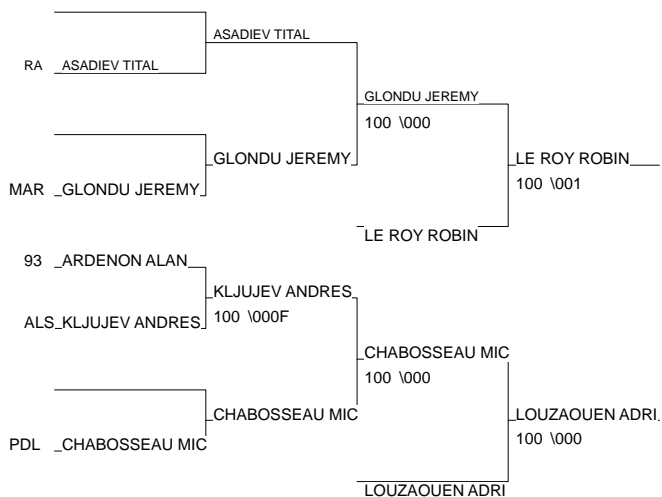 ASADIEV TITAL
RA ASADIEV TITAL
GLONDU JEREMY
100 \000
GLONDU JEREMY
LE ROY ROBIN
100 \001
MAR GLONDU JEREMY
LE ROY ROBIN
93 ARDENON ALAN
KLJUJEV ANDRES
100 \000F
ALS KLJUJEV ANDRES
CHABOSSEAU MIC
100 \000
CHABOSSEAU MIC
LOUZAOUEN ADRI
100 \000
PDL CHABOSSEAU MIC
LOUZAOUEN ADRI